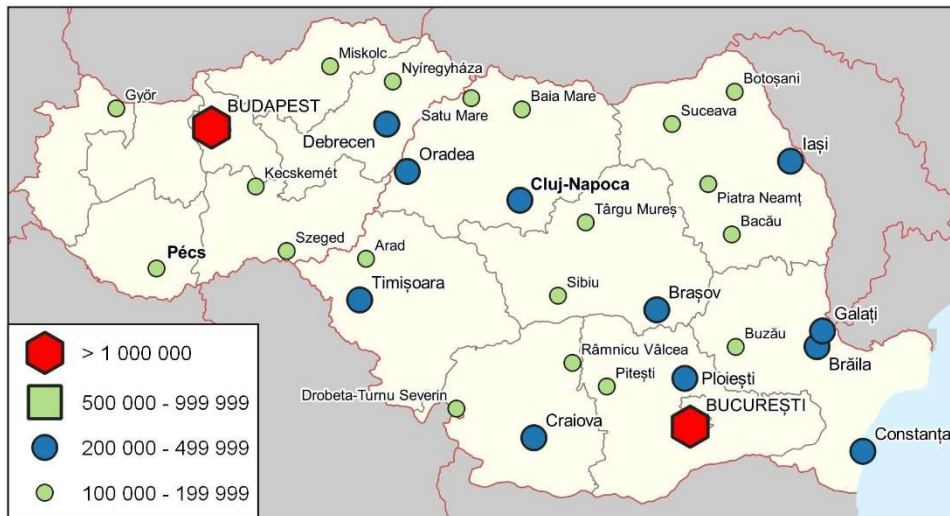 Miskolc
Nyíregyháza
Botoșani
Győr
BUDAPEST
Satu Mare
Baia Mare
Suceava
Debrecen
Iași
Oradea
Kecskemét
Cluj-Napoca
Piatra Neamț
Târgu Mureș
Bacău
Pécs
Szeged
Arad
Timișoara
Sibiu
Brașov
Galați
Buzău
Brăila
Râmnicu Vâlcea
Pitești
Ploiești
Drobeta-Turnu Severin
BUCUREȘTI
Craiova
Constanța
> 1 000 000
500 000 - 999 999
200 000 - 499 999
100 000 - 199 999